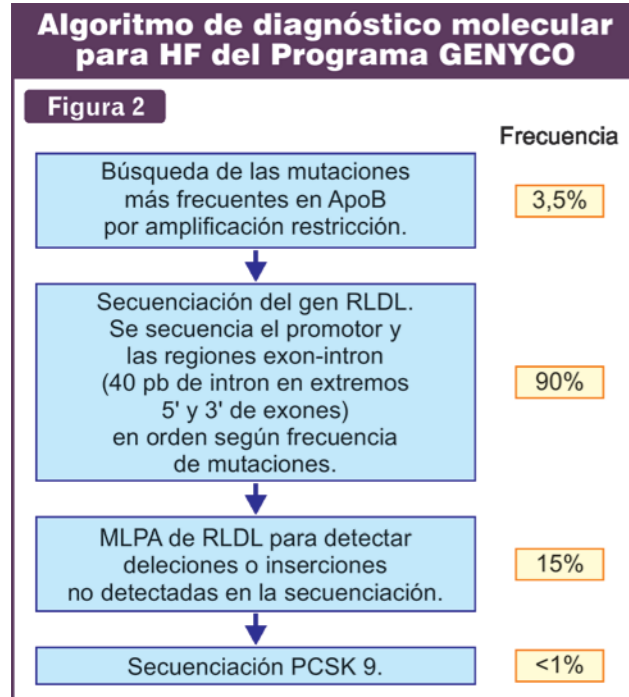 Algoritmo de diagnóstico molecular
para HF del Programa GENYCO
Figura 2
Frecuencia
Búsqueda de las mutaciones
más frecuentes en ApoB
por amplificación restricción.
3,5%
Secuenciación del gen RLDL.
Se secuencia el promotor y
las regiones exon-intron
(40 pb de intron en extremos
5' y 3' de exones)
en orden según frecuencia
de mutaciones.
90%
MLPA de RLDL para detectar
deleciones o inserciones
no detectadas en la secuenciación.
15%
Secuenciación PCSK 9.
<1%